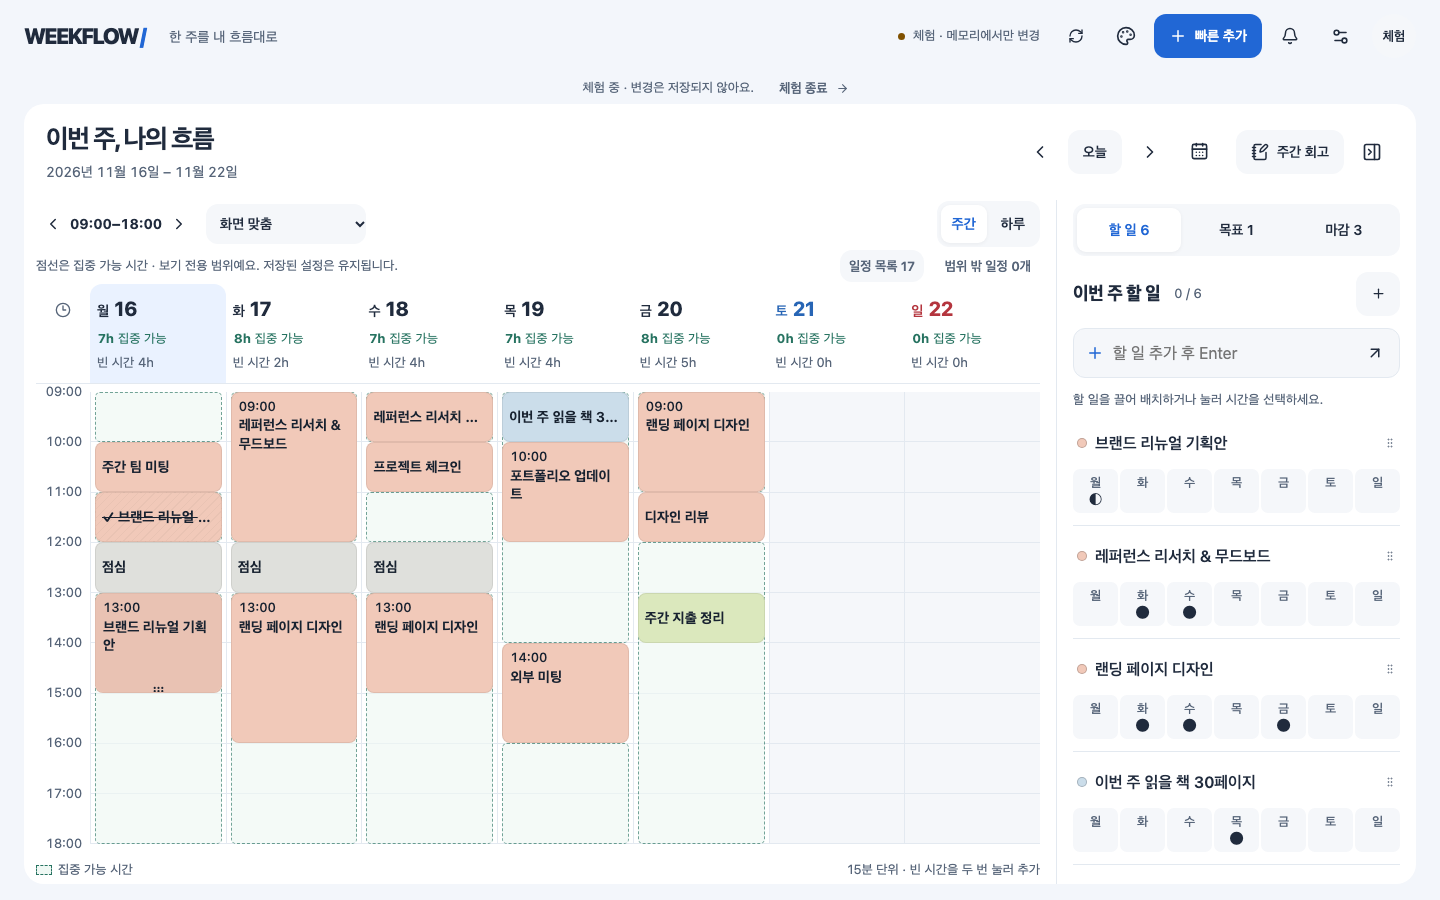 WEEKFLOW/
한 주를 내 흐름대로
체험 · 메모리에서만 변경
빠른 추가
체험
체험 중 · 변경은 저장되지 않아요.
체험 종료
이번 주, 나의 흐름
2026년 11월 16일 – 11월 22일
오늘
주간 회고
09:00–18:00
화면 맞춤
주간
하루
점선은 집중 가능 시간 · 보기 전용 범위예요. 저장된 설정은 유지됩니다.
일정 목록 17
범위 밖 일정 0개
월 16
7h 집중 가능
빈 시간 4h
화 17
8h 집중 가능
빈 시간 2h
수 18
7h 집중 가능
빈 시간 4h
목 19
7h 집중 가능
빈 시간 4h
금 20
8h 집중 가능
빈 시간 5h
토 21
0h 집중 가능
빈 시간 0h
일 22
0h 집중 가능
빈 시간 0h
09:00
10:00
11:00
12:00
13:00
14:00
15:00
16:00
17:00
18:00
주간 팀 미팅
브랜드 리뉴얼 ...
점심
13:00
브랜드 리뉴얼 기획
안
09:00
레퍼런스 리서치 &
무드보드
점심
13:00
랜딩 페이지 디자인
레퍼런스 리서치 ...
프로젝트 체크인
점심
13:00
랜딩 페이지 디자인
이번 주 읽을 책 3...
10:00
포트폴리오 업데이
트
14:00
외부 미팅
09:00
랜딩 페이지 디자인
디자인 리뷰
주간 지출 정리
집중 가능 시간
15분 단위 · 빈 시간을 두 번 눌러 추가
할 일 6
목표 1
마감 3
이번 주 할 일
0 / 6
할 일 추가 후 Enter
할 일을 끌어 배치하거나 눌러 시간을 선택하세요.
브랜드 리뉴얼 기획안
월 화 수 목 금 토 일
레퍼런스 리서치 & 무드보드
월 화 수 목 금 토 일
랜딩 페이지 디자인
월 화 수 목 금 토 일
이번 주 읽을 책 30페이지
월 화 수 목 금 토 일